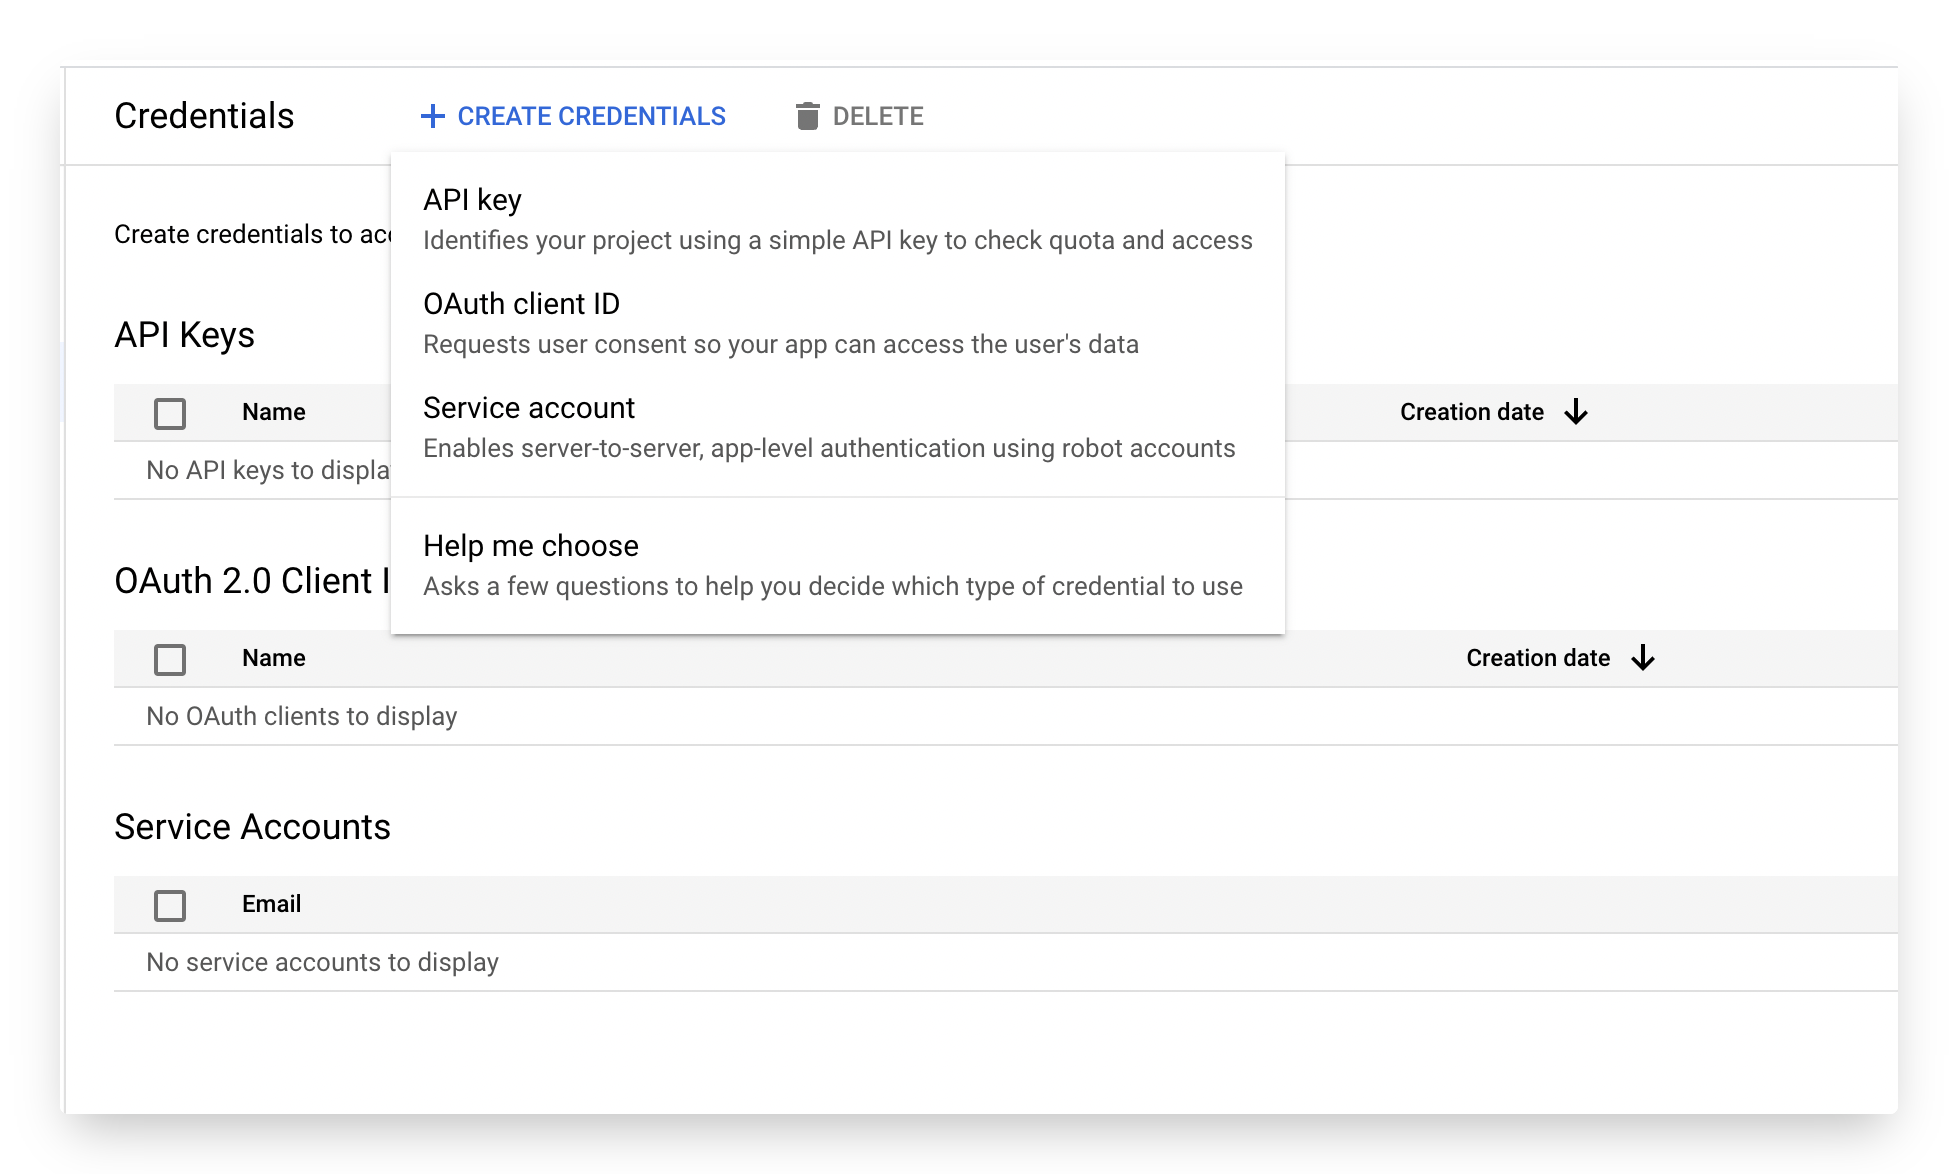 Credentials
CREATE CREDENTIALS
DELETE
Create credentials to
API key
Identifies your project using a simple API key to check quota and access
OAuth client ID
Requests user consent so your app can access the user's data
Service account
Enables server-to-server, app-level authentication using robot accounts
Help me choose
Asks a few questions to help you decide which type of credential to use
API Keys
Name
Creation date
No API keys to
OAuth 2.0 Client
Name
Creation date
No OAuth clients to display
Service Accounts
Email
No service accounts to display